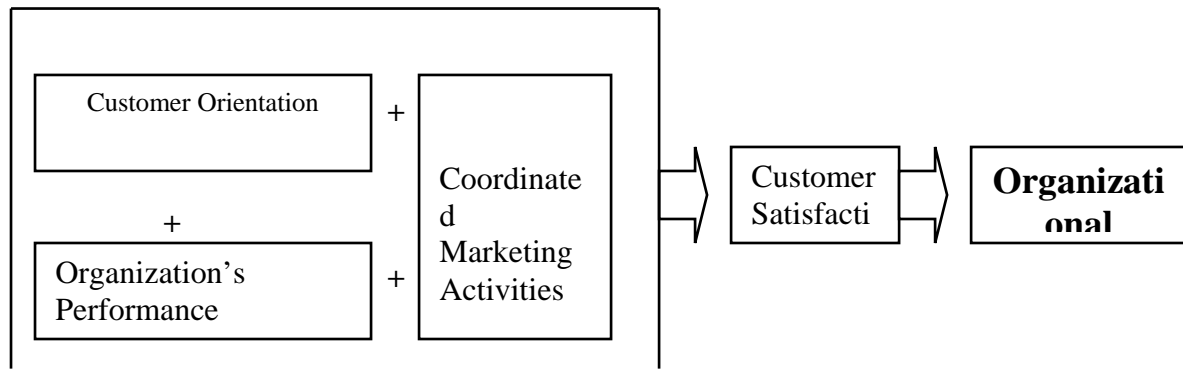 Customer Orientation
+
Coordinate
d
Marketing
Activities
+
Organization’s
Performance
+
Customer
Satisfacti
Organizati
onal